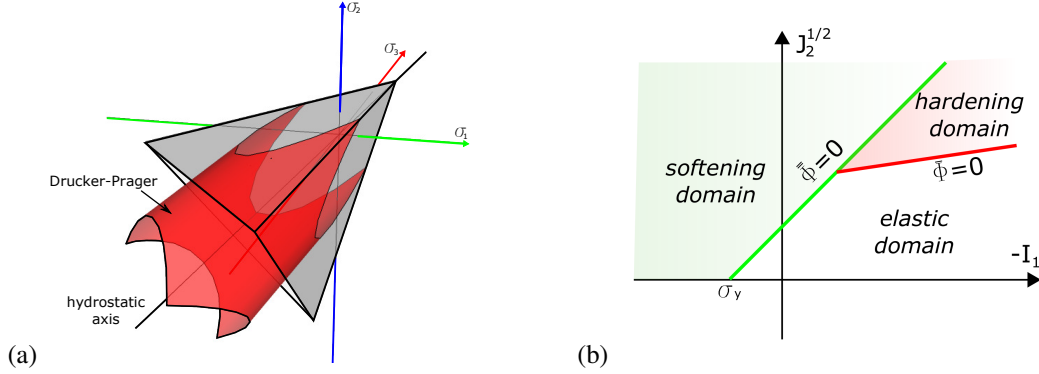 σ₂
σ₃
σ₁
Drucker-Prager
hydrostatic
axis
(a)
J₂^1/2
hardening
domain
softening
domain
Φ̿=0
Φ̄=0
elastic
domain
-I₁
σy
(b)